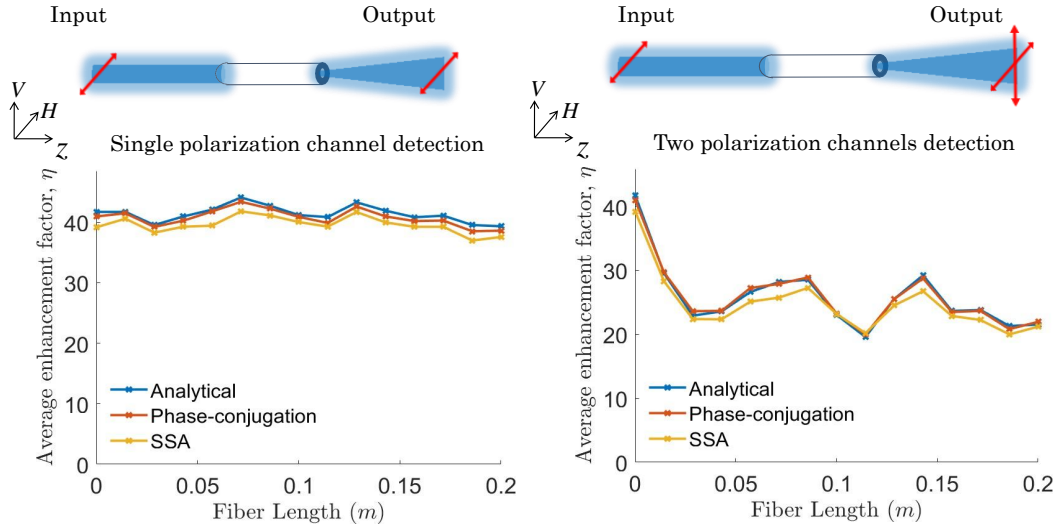 Input
Output
V
H
Z
Single polarization channel detection
Average enhancement factor, η
40
30
20
10
0
Analytical
Phase-conjugation
SSA
0
0.05
0.1
0.15
0.2
Fiber Length (m)
Input
Output
V
H
Z
Two polarization channels detection
Average enhancement factor, η
40
30
20
10
0
Analytical
Phase-conjugation
SSA
0
0.05
0.1
0.15
0.2
Fiber Length (m)